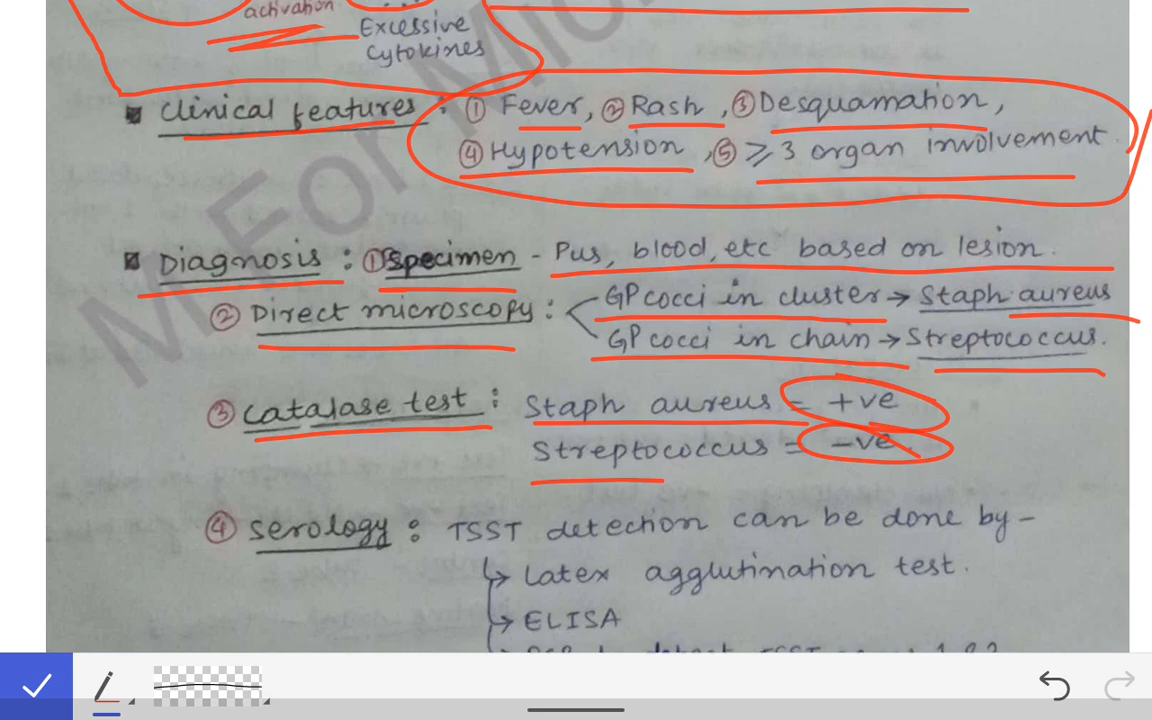 activation
Excessive
Cytokines
Clinical features : ① Fever, ② Rash, ③ Desquamation,
④ Hypotension, ⑤ ≥ 3 organ involvement.
Diagnosis : ① Specimen - Pus, blood, etc based on lesion.
② Direct microscopy : GP cocci in cluster → Staph aureus
GP cocci in chain → Streptococcus.
③ Catalase test : Staph aureus = +ve
Streptococcus = -ve.
④ Serology : TSST detection can be done by -
↳ Latex agglutination test.
→ ELISA
M For Mic